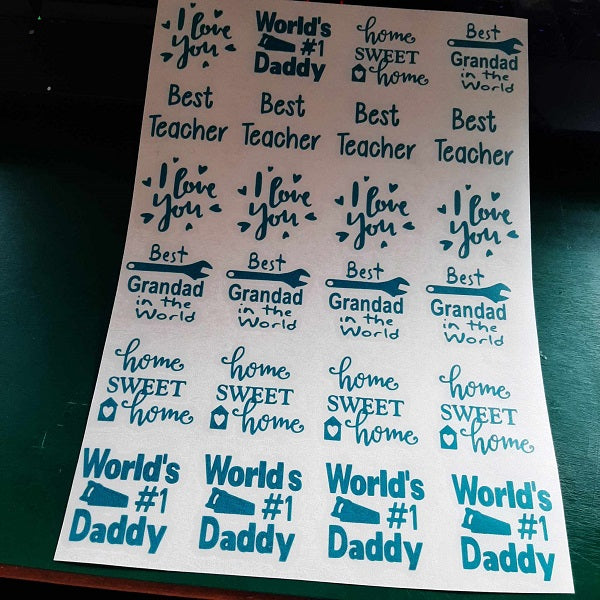 I love
You
World's
#1
Daddy
home
SWEET
home
Best
Grandad
in the
World
Best
Teacher
Best
Teacher
Best
Teacher
Best
Teacher
I love
You
I love
You
I love
You
I love
You
Best
Grandad
in the
World
Best
Grandad
in the
World
Best
Grandad
in the
World
Best
Grandad
in the
World
home
SWEET
home
home
SWEET
home
home
SWEET
home
home
SWEET
home
World's
#1
Daddy
World's
#1
Daddy
World's
#1
Daddy
World's
#1
Daddy